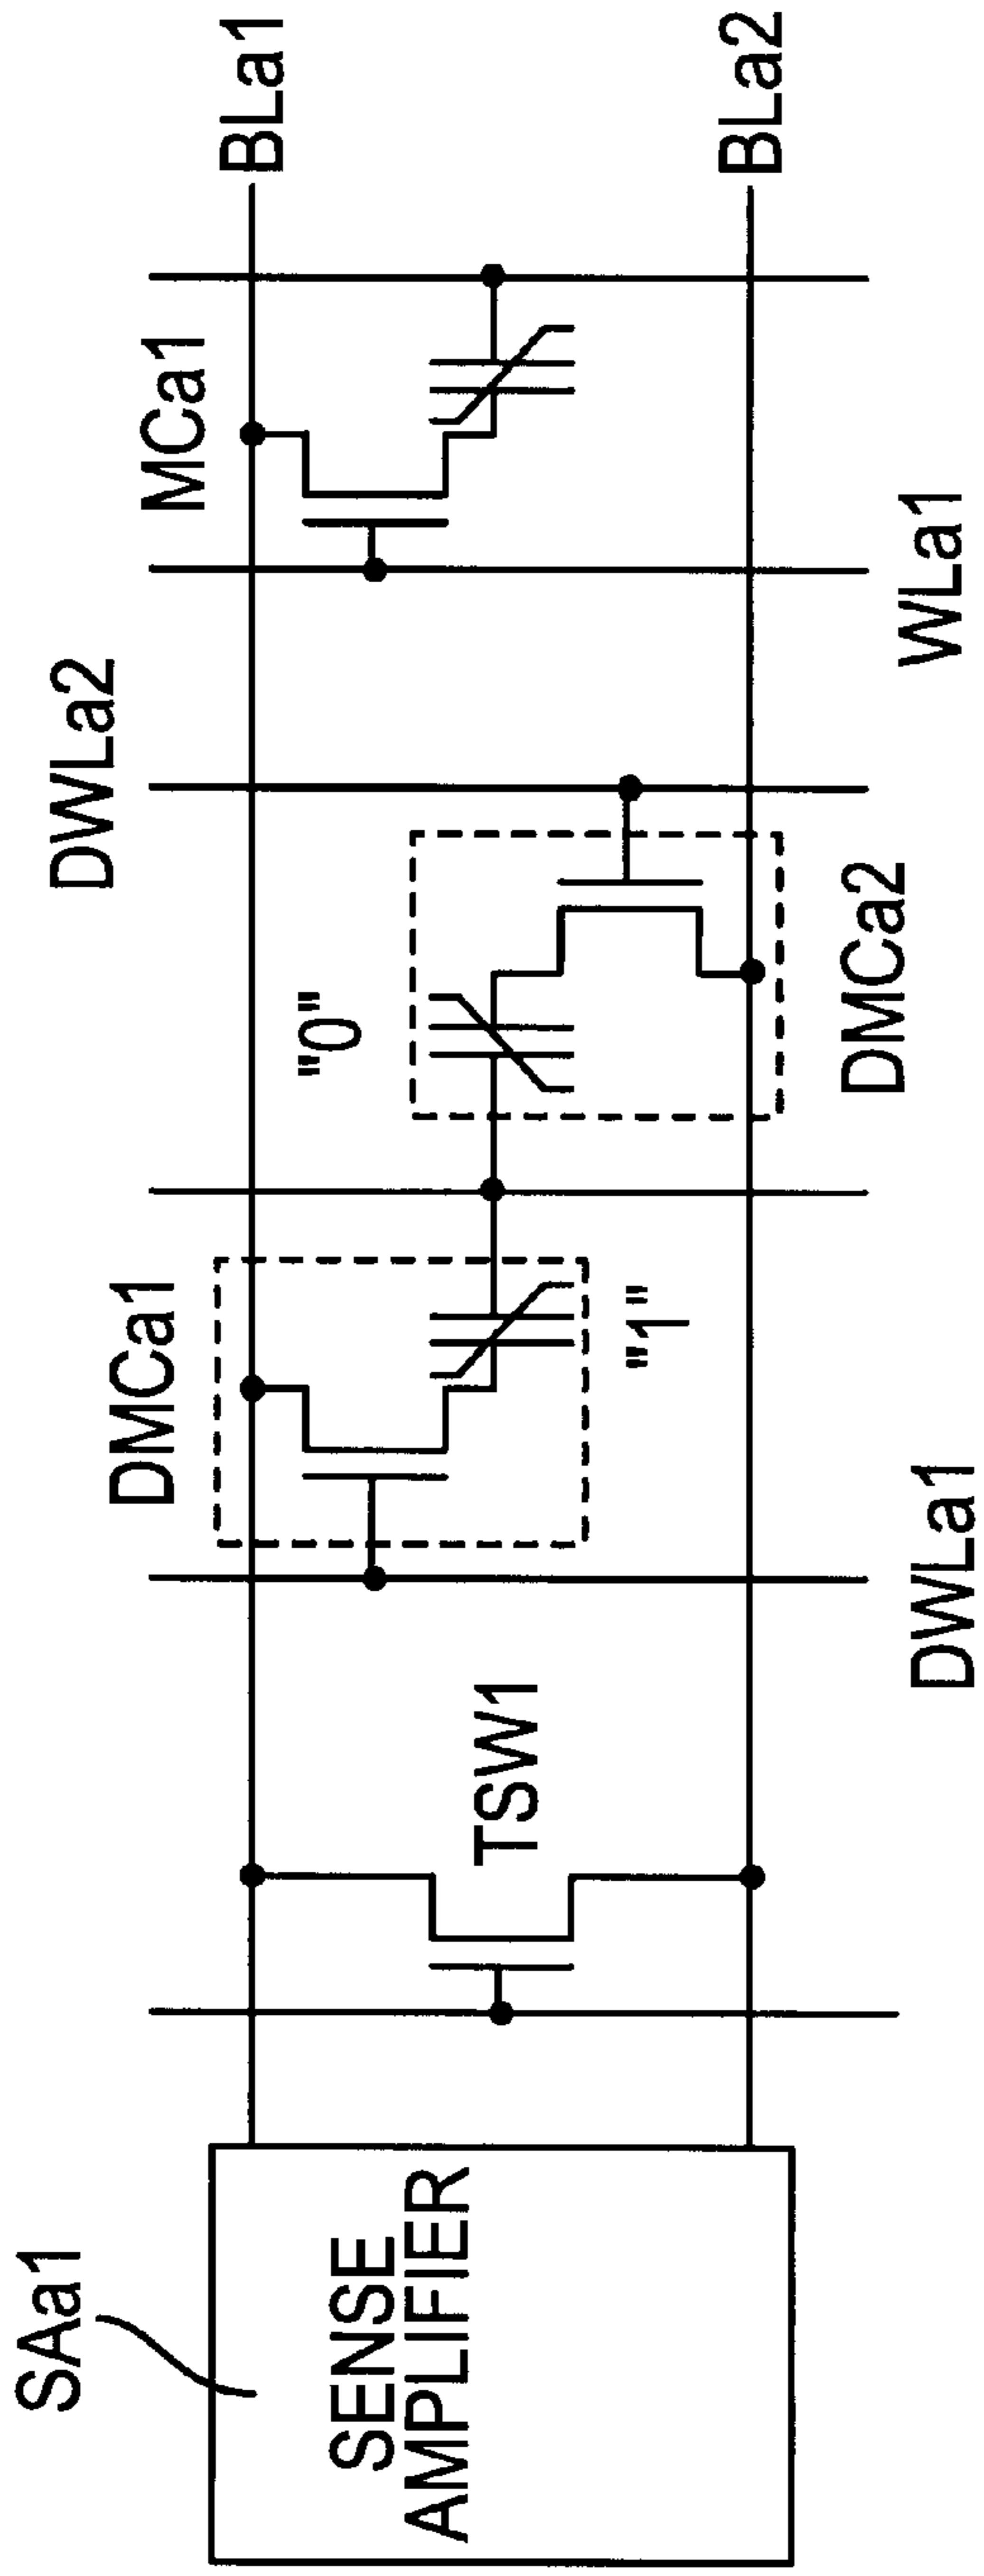 SAa1
SENSE
AMPLIFIER
TSW1
DWLa1
DMCa1
"1"
"0"
DMCa2
DWLa2
WLa1
MCa1
BLa1
BLa2